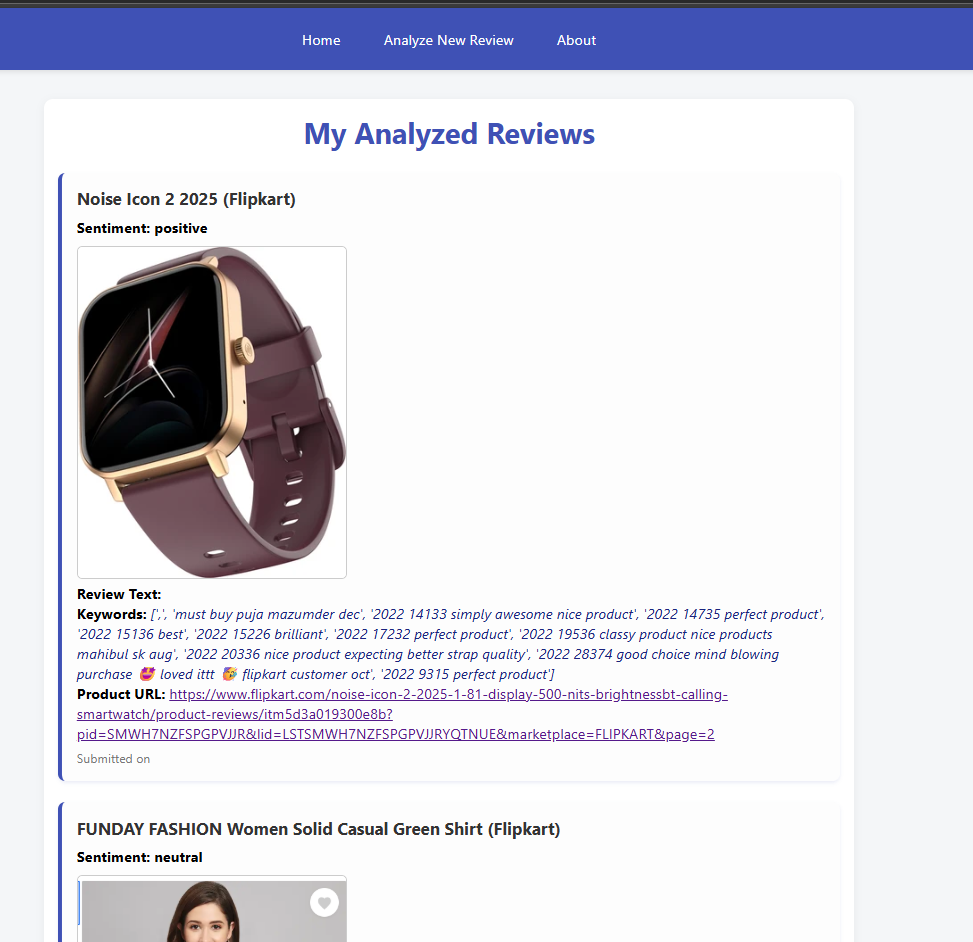 Home Analyze New Review About
My Analyzed Reviews
Noise Icon 2 2025 (Flipkart)
Sentiment: positive
Review Text:
Keywords: [',', 'must buy puja mazumder dec', '2022 14133 simply awesome nice product', '2022 14735 perfect product',
'2022 15136 best', '2022 15226 brilliant', '2022 17232 perfect product', '2022 19536 classy product nice products
mahibul sk aug', '2022 20336 nice product expecting better strap quality', '2022 28374 good choice mind blowing
purchase 😍 loved ittt 🥳 flipkart customer oct', '2022 9315 perfect product']
Product URL: https://www.flipkart.com/noise-icon-2-2025-1-81-display-500-nits-brightnessbt-calling-
smartwatch/product-reviews/itm5d3a019300e8b?
pid=SMWH7NZFSPGPVJJR&lid=LSTSMWH7NZFSPGPVJJRYQTNUE&marketplace=FLIPKART&page=2
Submitted on
FUNDAY FASHION Women Solid Casual Green Shirt (Flipkart)
Sentiment: neutral